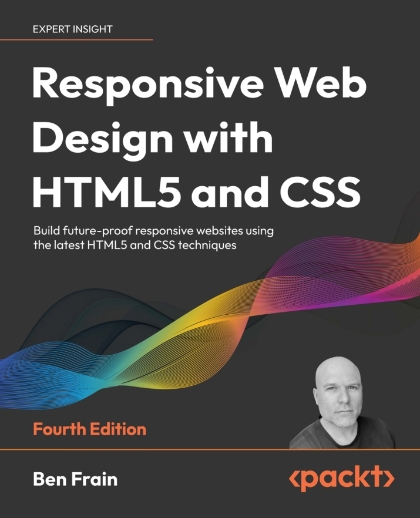 EXPERT INSIGHT
Responsive Web
Design with
HTML5 and CSS
Build future-proof responsive websites using
the latest HTML5 and CSS techniques
Fourth Edition
Ben Frain
<packt>